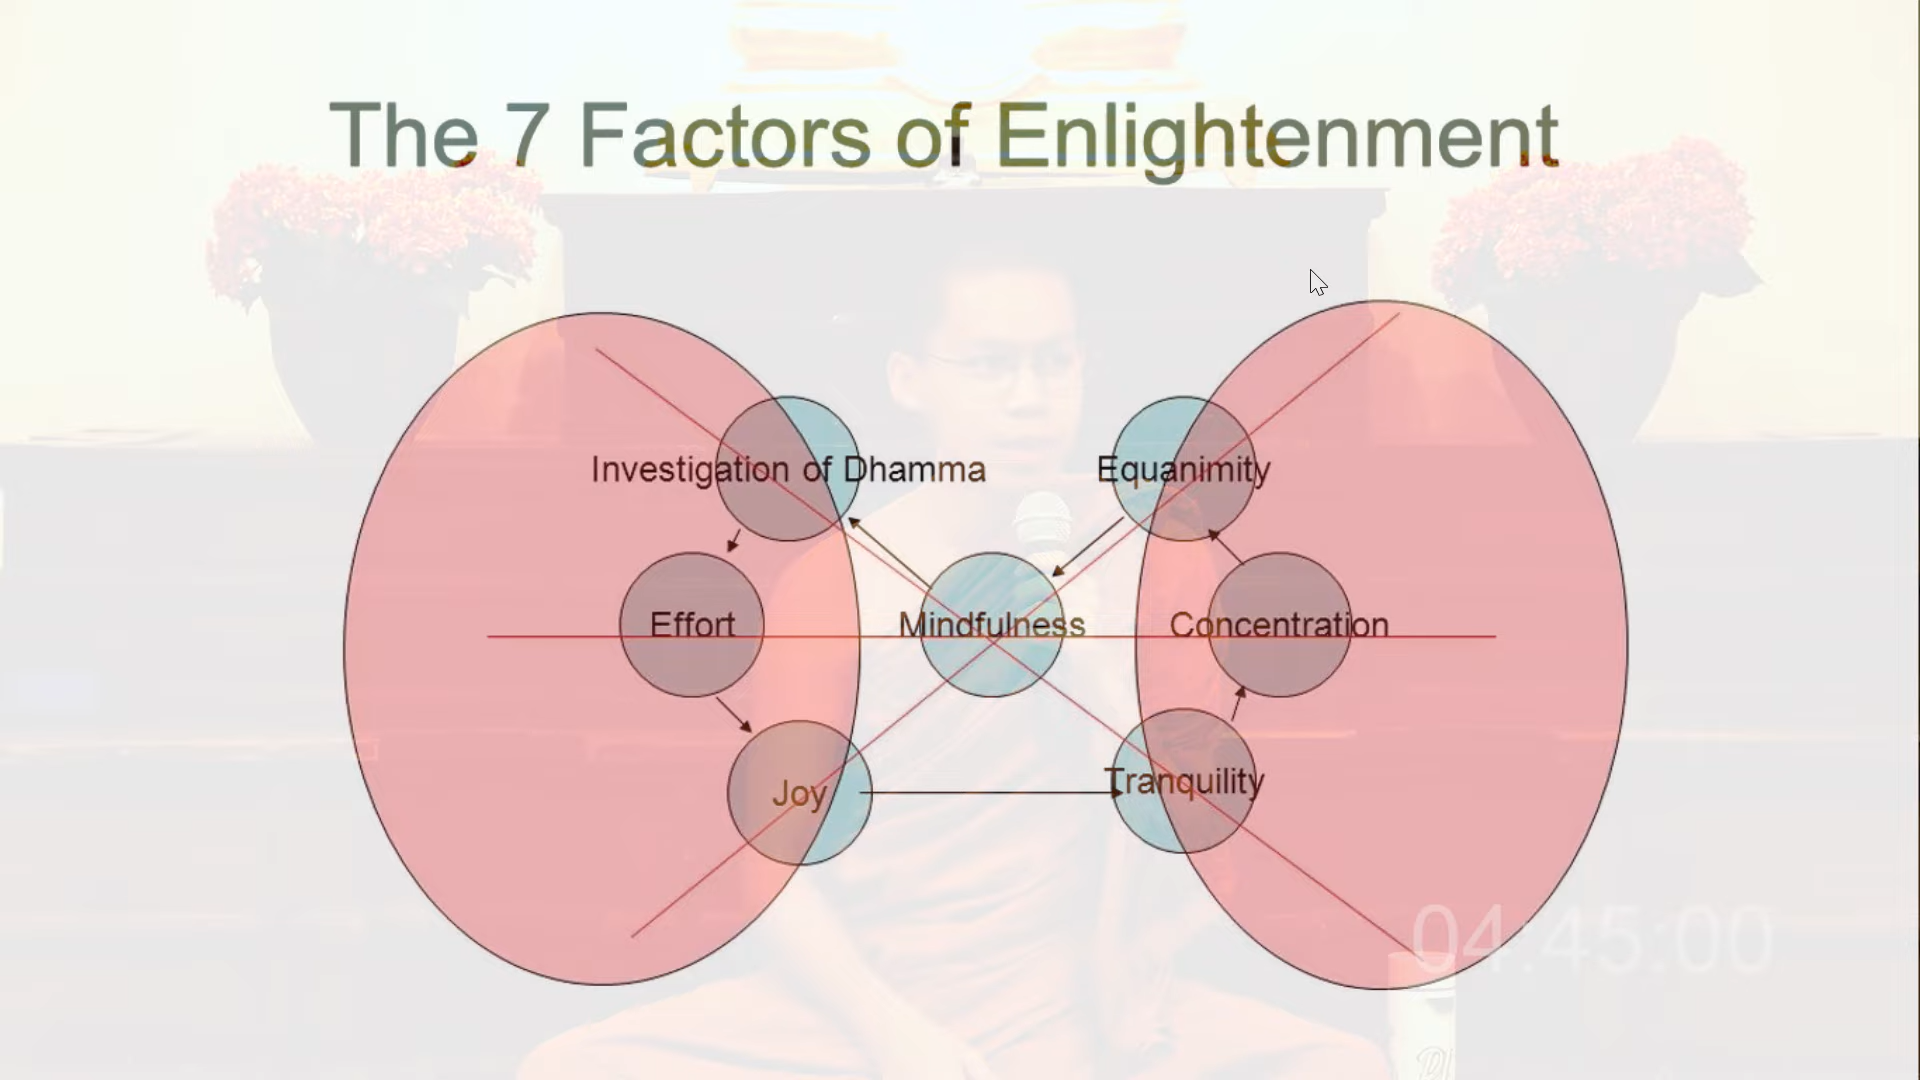 The 7 Factors of Enlightenment
Investigation of Dhamma
Equanimity
Effort
Mindfulness
Concentration
Joy
Tranquility
04:45:00